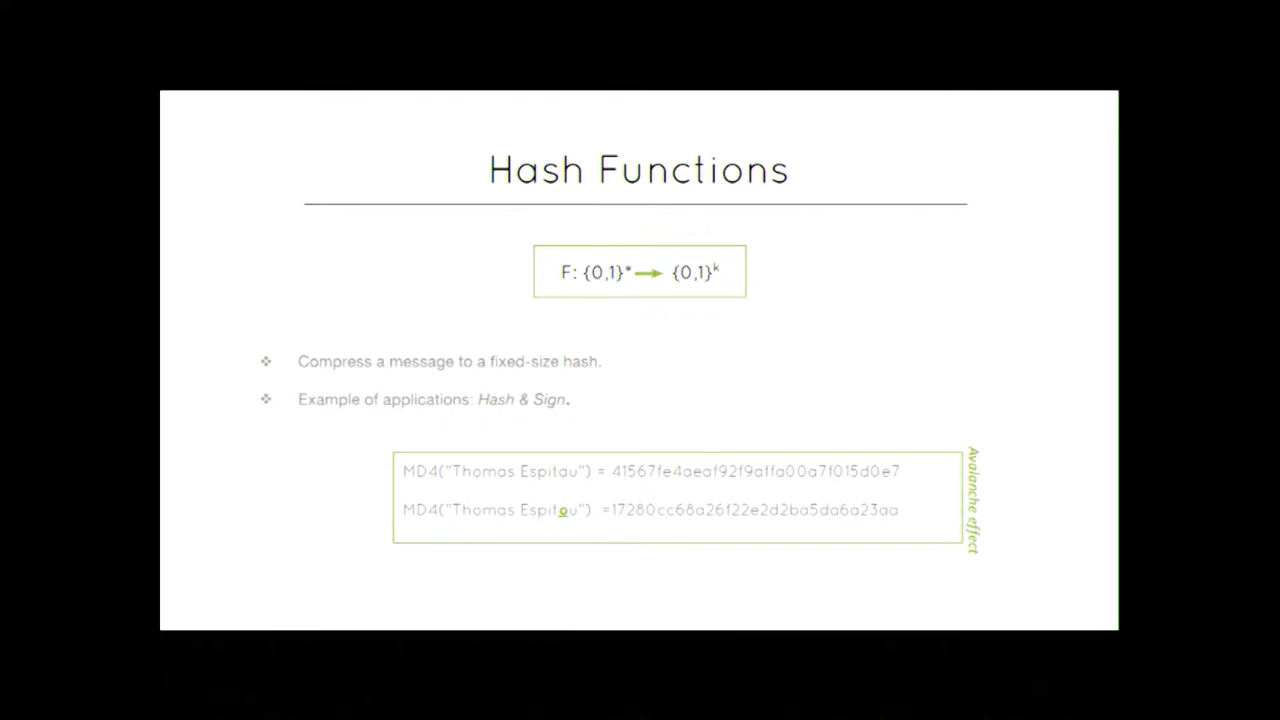 Hash Functions
F: {0,1}* → {0,1}ᵏ
❖ Compress a message to a fixed-size hash.
❖ Example of applications: Hash & Sign.
MD4("Thomas Espitau") = 41567fe4aeaf92f9affa00a7f015d0e7
MD4("Thomas Espitou") =17280cc68a26f22e2d2ba5da6a23aa
Avalanche effect